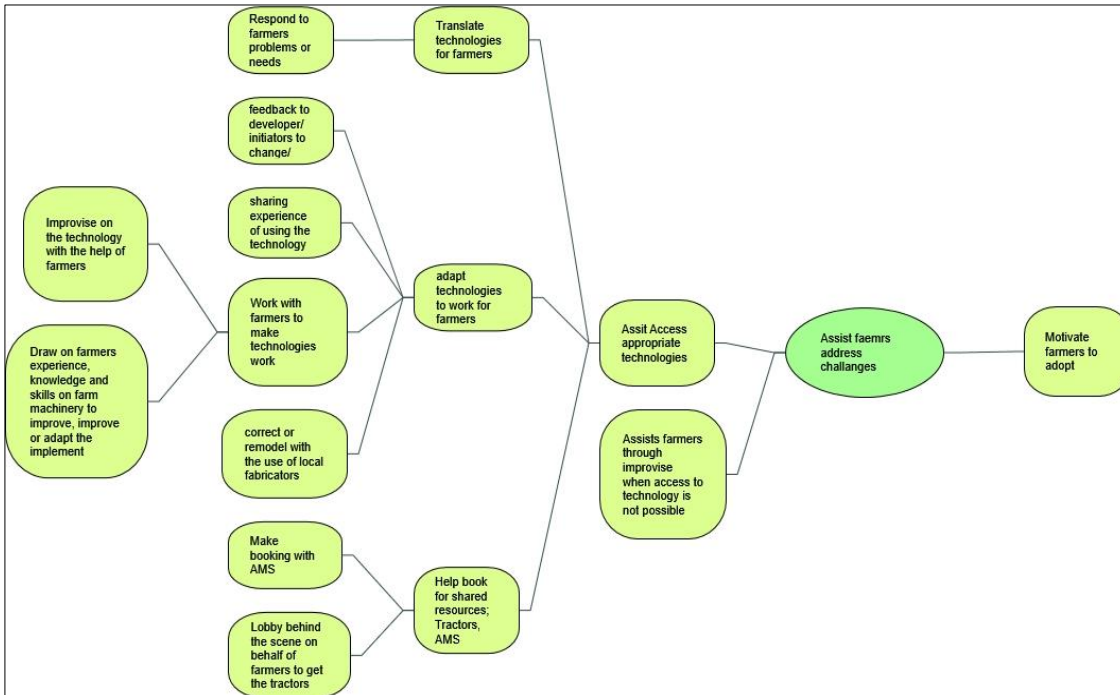 Respond to
farmers
problems or
needs
Translate
technologies
for farmers
feedback to
developer/
initiators to
change/
sharing
experience
of using the
technology
Improvise on
the technology
with the help of
farmers
Work with
farmers to
make
technologies
work
adapt
technologies
to work for
farmers
Draw on farmers
experience,
knowledge and
skills on farm
machinery to
improve, improve
or adapt the
implement
correct or
remodel with
the use of local
fabricators
Make
booking with
AMS
Lobby behind
the scene on
behalf of
farmers to get
the tractors
Help book
for shared
resources;
Tractors,
AMS
Assit Access
appropriate
technologies
Assists farmers
through
improvise
when access to
technology is
not possible
Assist faemrs
address
challanges
Motivate
farmers to
adopt